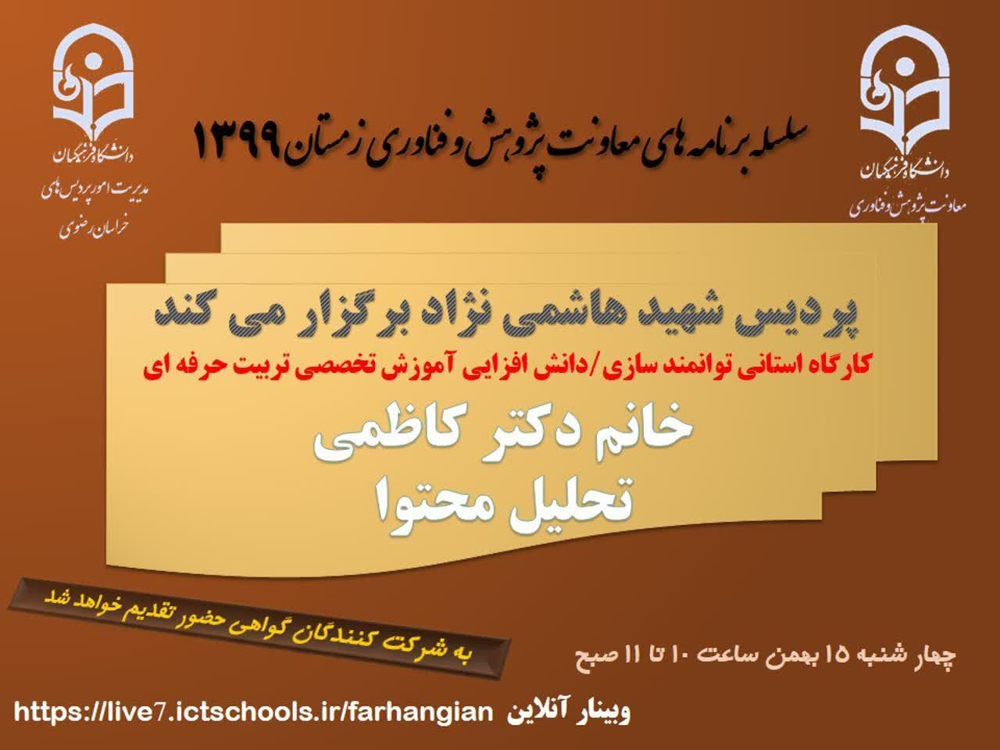 دانشگاه فرهنگیان
معاونت پژوهش و فناوری
دانشگاه فرهنگیان
مدیریت امور پردیس های
خراسان رضوی
سلسله برنامه های معاونت پژوهش و فناوری زمستان ۱۳۹۹
پردیس شهید هاشمی نژاد برگزار می کند
کارگاه استانی توانمند سازی/دانش افزایی آموزش تخصصی تربیت حرفه ای
خانم دکتر کاظمی
تحلیل محتوا
به شرکت کنندگان گواهی حضور تقدیم خواهد شد
چهار شنبه ۱۵ بهمن ساعت ۱۰ تا ۱۱ صبح
وبینار آنلاین https://live7.ictschools.ir/farhangian